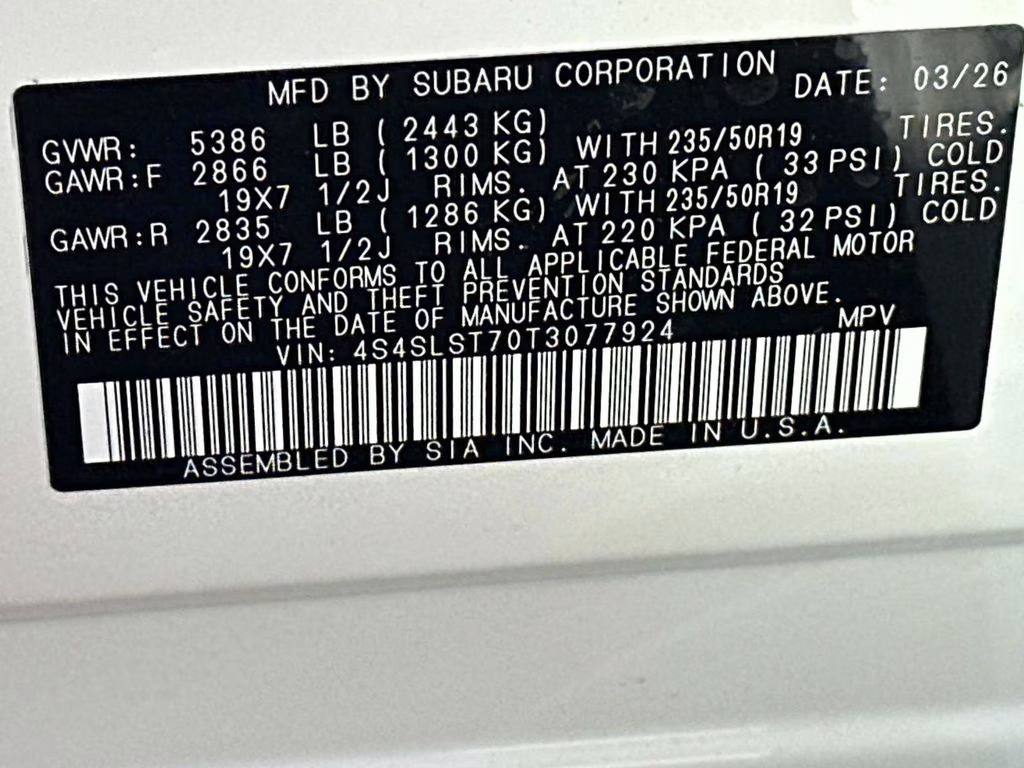 MFD BY SUBARU CORPORATION DATE: 03/26
GVWR: 5386 LB ( 2443 KG)
GAWR:F 2866 LB ( 1300 KG) WITH 235/50R19 TIRES.
19X7 1/2J RIMS. AT 230 KPA ( 33 PSI) COLD
GAWR:R 2835 LB ( 1286 KG) WITH 235/50R19 TIRES.
19X7 1/2J RIMS. AT 220 KPA ( 32 PSI) COLD
THIS VEHICLE CONFORMS TO ALL APPLICABLE FEDERAL MOTOR
VEHICLE SAFETY AND THEFT PREVENTION STANDARDS
IN EFFECT ON THE DATE OF MANUFACTURE SHOWN ABOVE.
VIN: 4S4SLST70T3077924 MPV
ASSEMBLED BY SIA INC. MADE IN U.S.A.